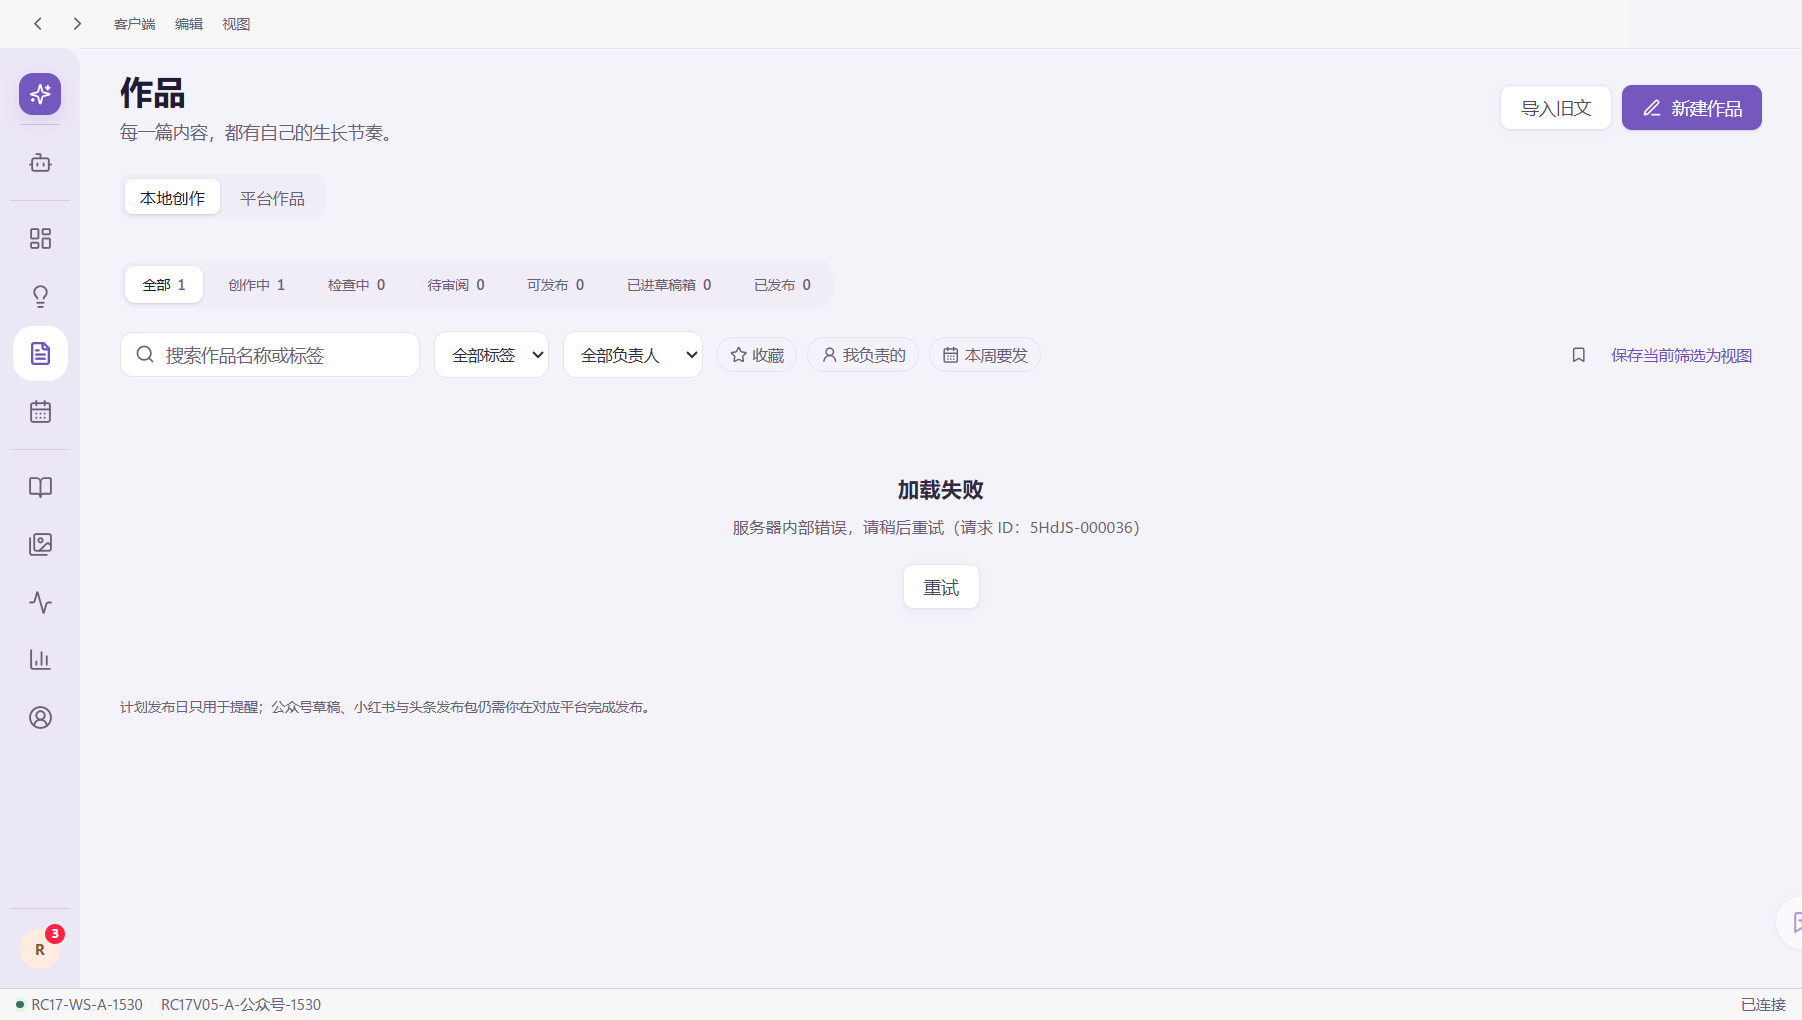 客户端 编辑 视图
作品
每一篇内容，都有自己的生长节奏。
导入旧文 新建作品
本地创作 平台作品
全部 1 创作中 1 检查中 0 待审阅 0 可发布 0 已进草稿箱 0 已发布 0
搜索作品名称或标签 全部标签 全部负责人 收藏 我负责的 本周要发 保存当前筛选为视图
加载失败
服务器内部错误，请稍后重试（请求 ID：5HdJS-000036）
重试
计划发布日只用于提醒；公众号草稿、小红书与头条发布包仍需你在对应平台完成发布。
3
R
RC17-WS-A-1530 RC17V05-A-公众号-1530 已连接